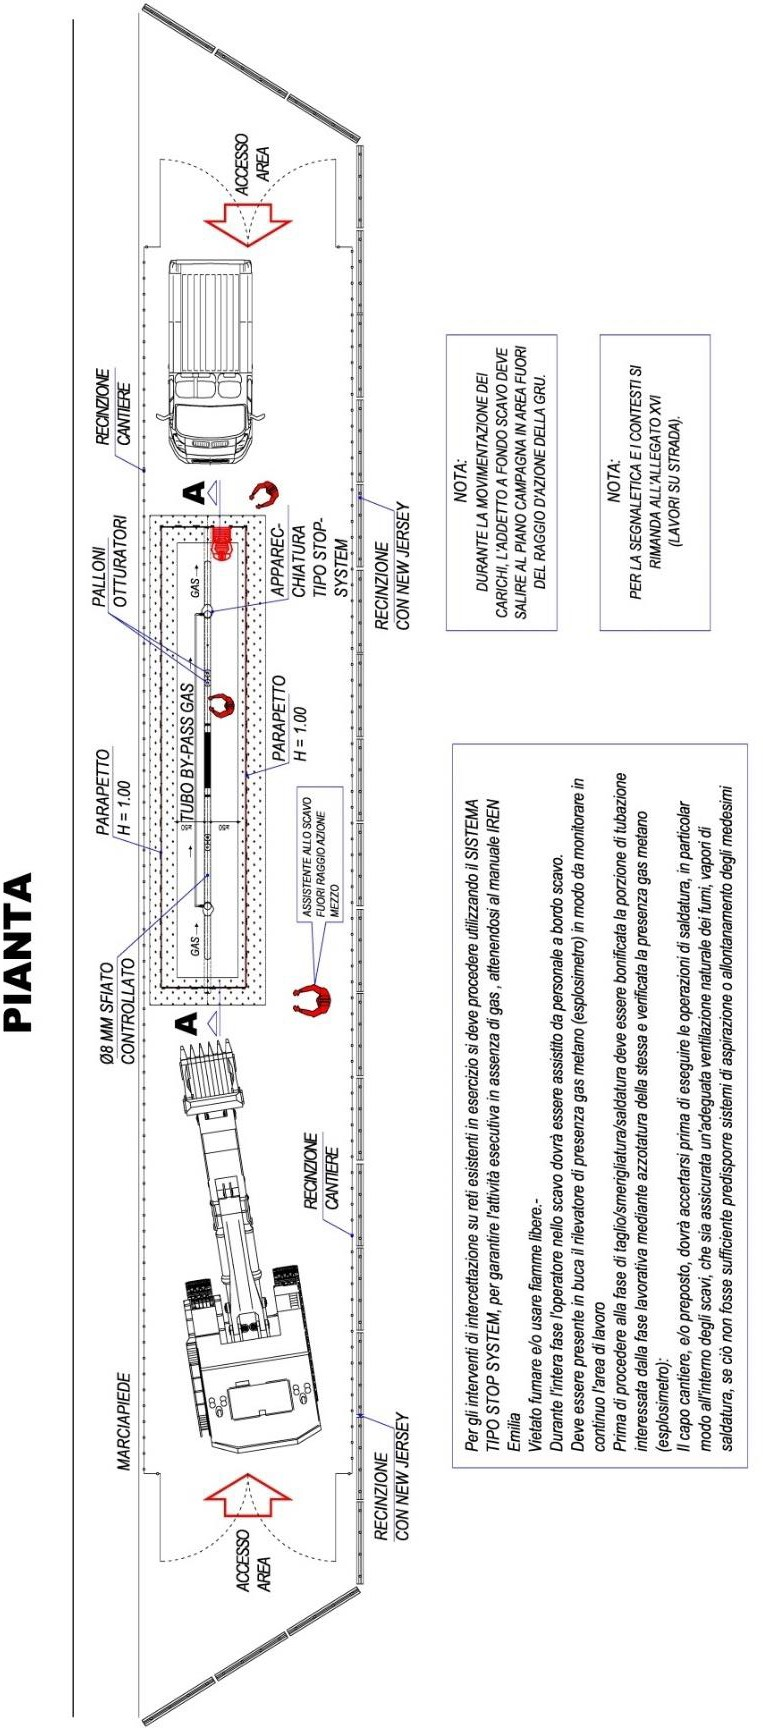 PIANTA
MARCIAPIEDE
Ø8 MM SFIATO
CONTROLLATO
PARAPETTO
H = 1.00
PALLONI
OTTURATORI
RECINZIONE
CANTIERE
ACCESSO
AREA
ACCESSO
AREA
A
A
GAS
GAS
TUBO BY-PASS GAS
≥50
≥50
PARAPETTO
H = 1.00
APPAREC-
CHIATURA
TIPO STOP-
SYSTEM
ASSISTENTE ALLO SCAVO
FUORI RAGGIO AZIONE
MEZZO
RECINZIONE
CANTIERE
RECINZIONE
CON NEW JERSEY
RECINZIONE
CON NEW JERSEY
Per gli interventi di intercettazione su reti esistenti in esercizio si deve procedere utilizzando il SISTEMA
TIPO STOP SYSTEM, per garantire l'attività esecutiva in assenza di gas , attenendosi al manuale IREN
Emilia
Vietato fumare e/o usare fiamme libere.-
Durante l'intera fase l'operatore nello scavo dovrà essere assistito da personale a bordo scavo.
Deve essere presente in buca il rilevatore di presenza gas metano (esplosimetro) in modo da monitorare in
continuo l'area di lavoro
Prima di procedere alla fase di taglio/smerigliatura/saldatura deve essere bonificata la porzione di tubazione
interessata dalla fase lavorativa mediante azzotatura della stessa e verificata la presenza gas metano
(esplosimetro):
Il capo cantiere, e/o preposto, dovrà accertarsi prima di eseguire le operazioni di saldatura, in particolar
modo all'interno degli scavi, che sia assicurata un'adeguata ventilazione naturale dei fumi, vapori di
saldatura, se ciò non fosse sufficiente predisporre sistemi di aspirazione o allontanamento degli medesimi
NOTA:
DURANTE LA MOVIMENTAZIONE DEI
CARICHI, L'ADDETTO A FONDO SCAVO DEVE
SALIRE AL PIANO CAMPAGNA IN AREA FUORI
DEL RAGGIO D'AZIONE DELLA GRU.
NOTA:
PER LA SEGNALETICA E I CONTESTI SI
RIMANDA ALL'ALLEGATO XVI
(LAVORI SU STRADA).